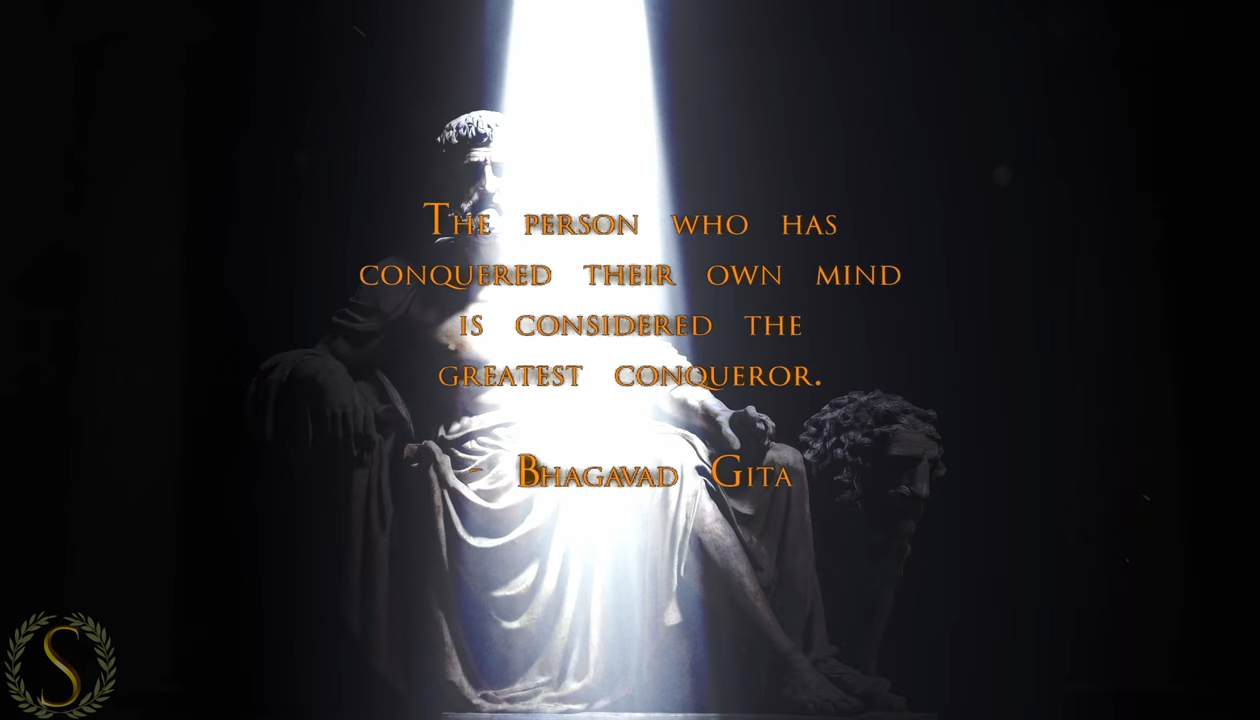 The person who has
conquered their own mind
is considered the
greatest conqueror.
- Bhagavad Gita
S